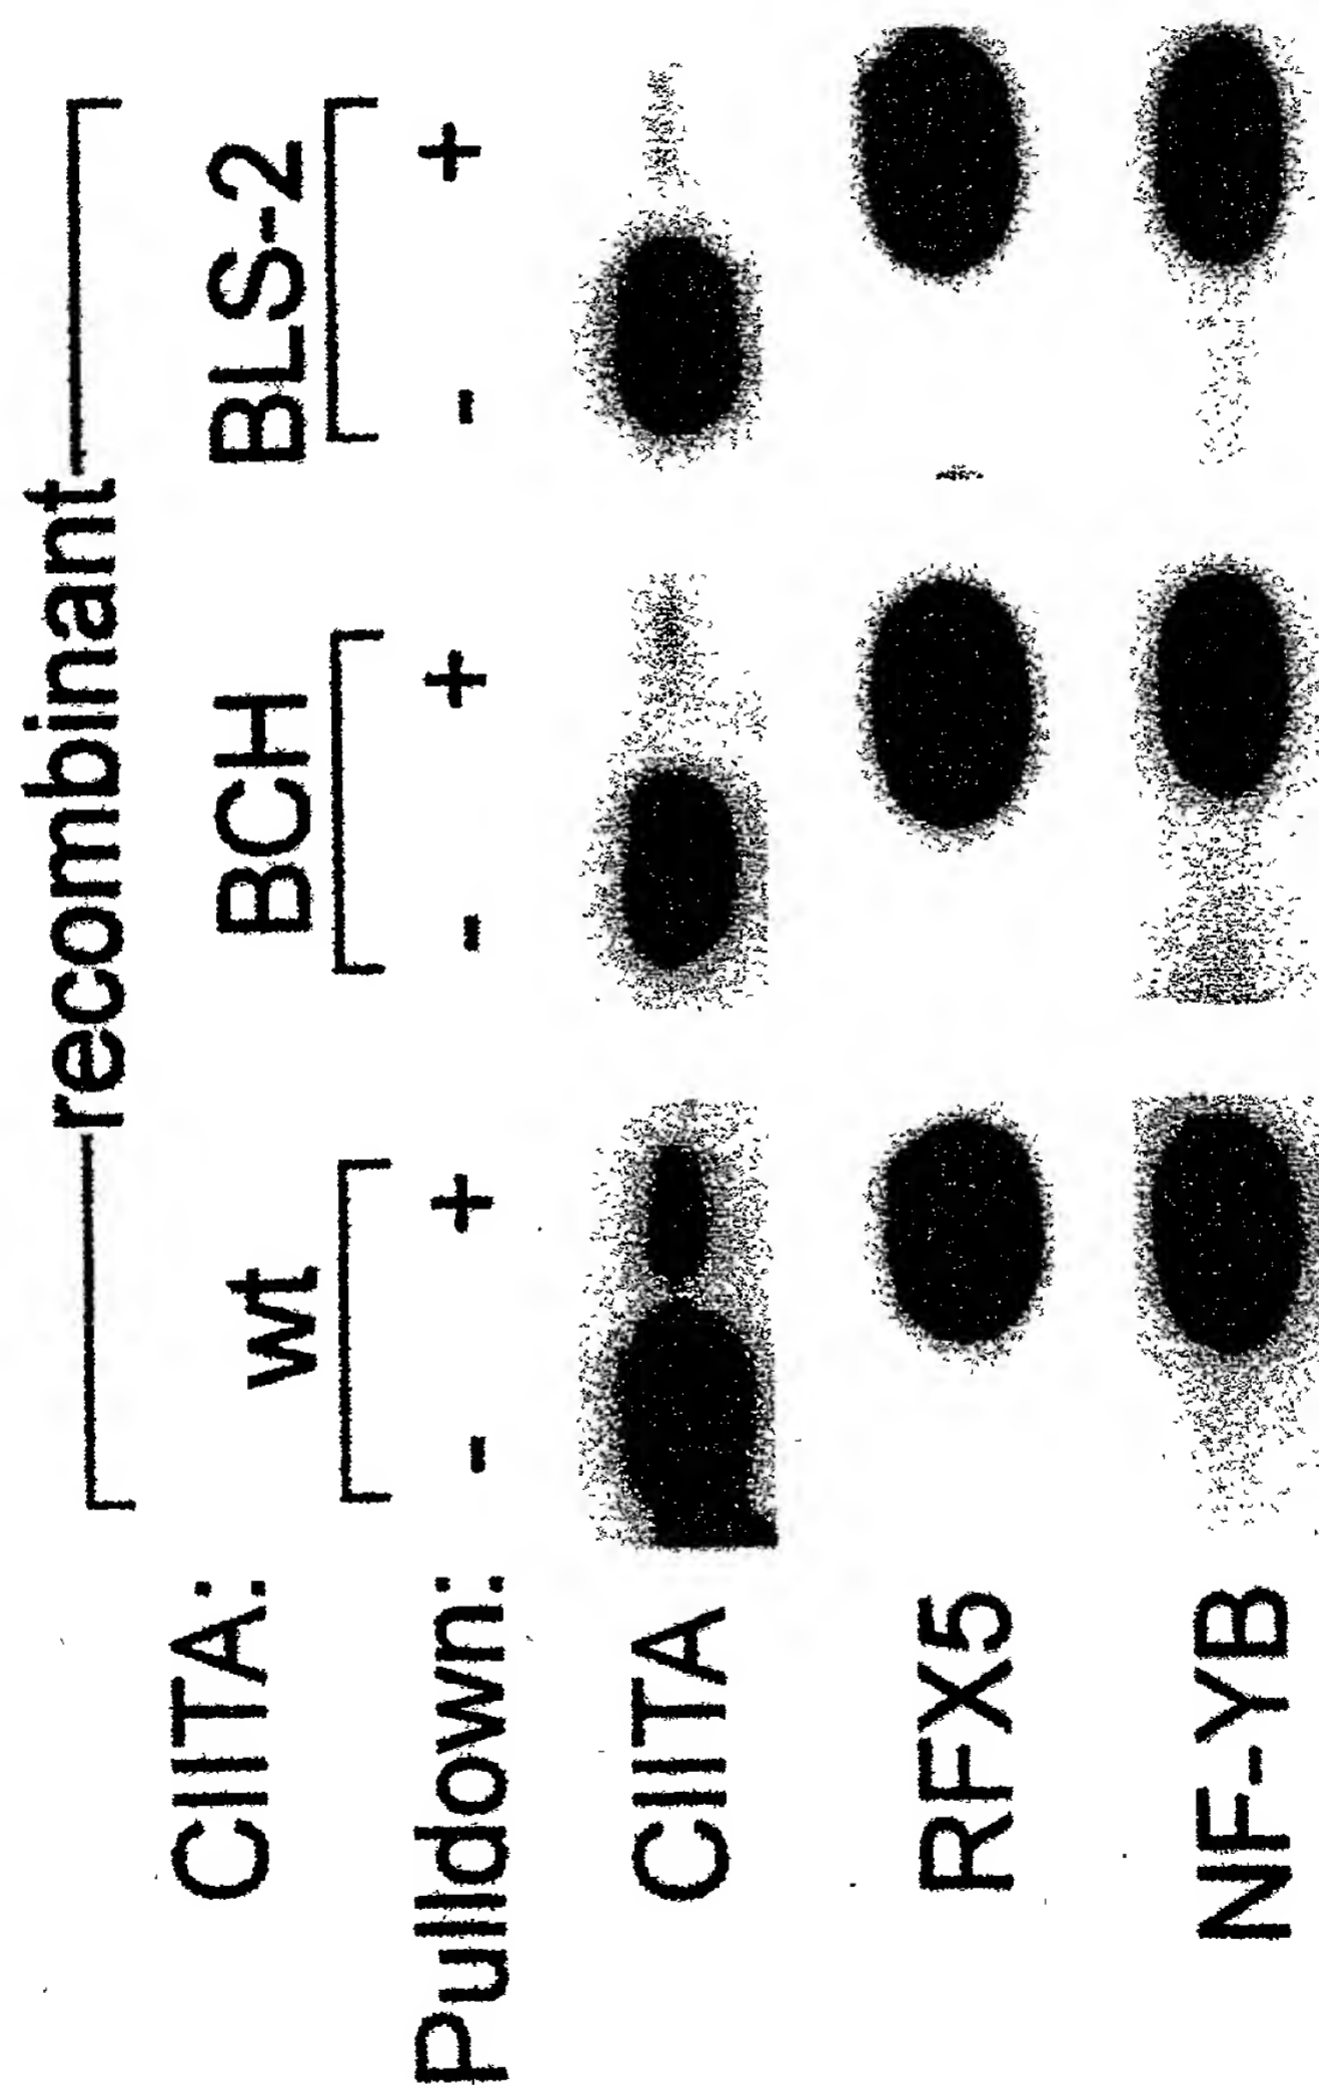 recombinant
CIITA: wt BCH BLS-2
Pulldown: - + - + - +
CIITA
RFX5
NF-YB